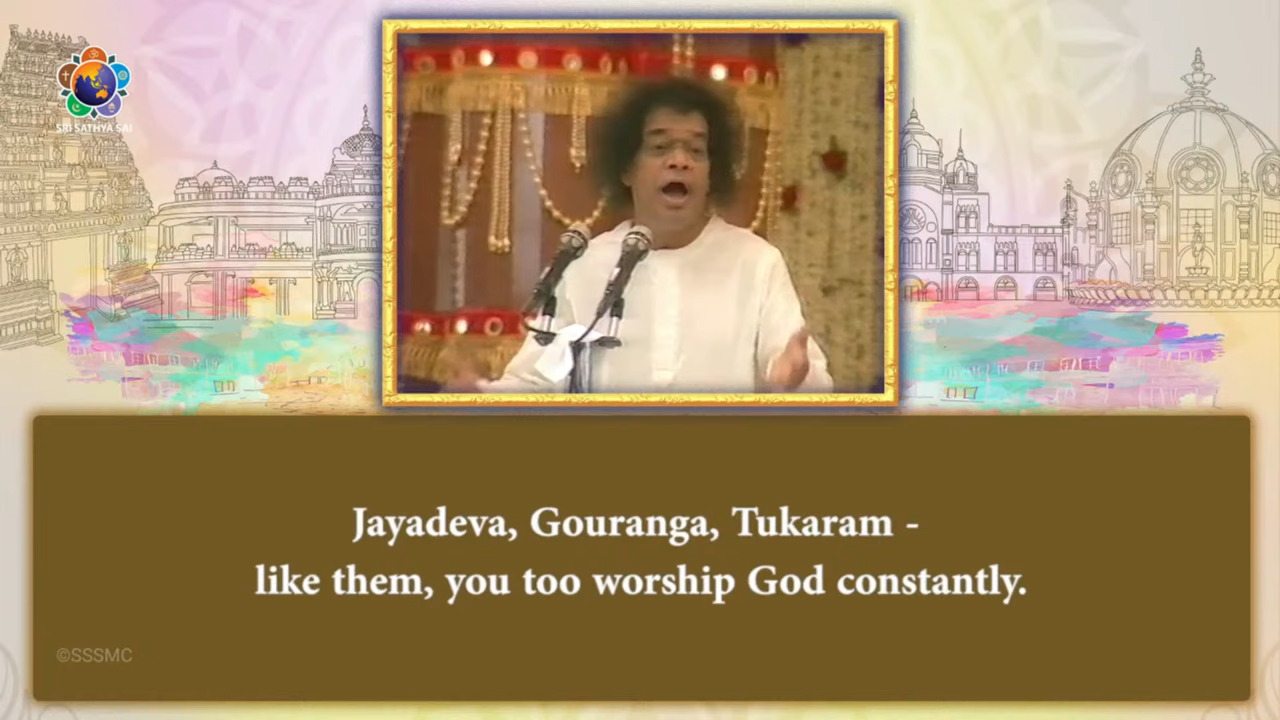 SRI SATHYA SAI
Jayadeva, Gouranga, Tukaram -
like them, you too worship God constantly.
©SSSMC